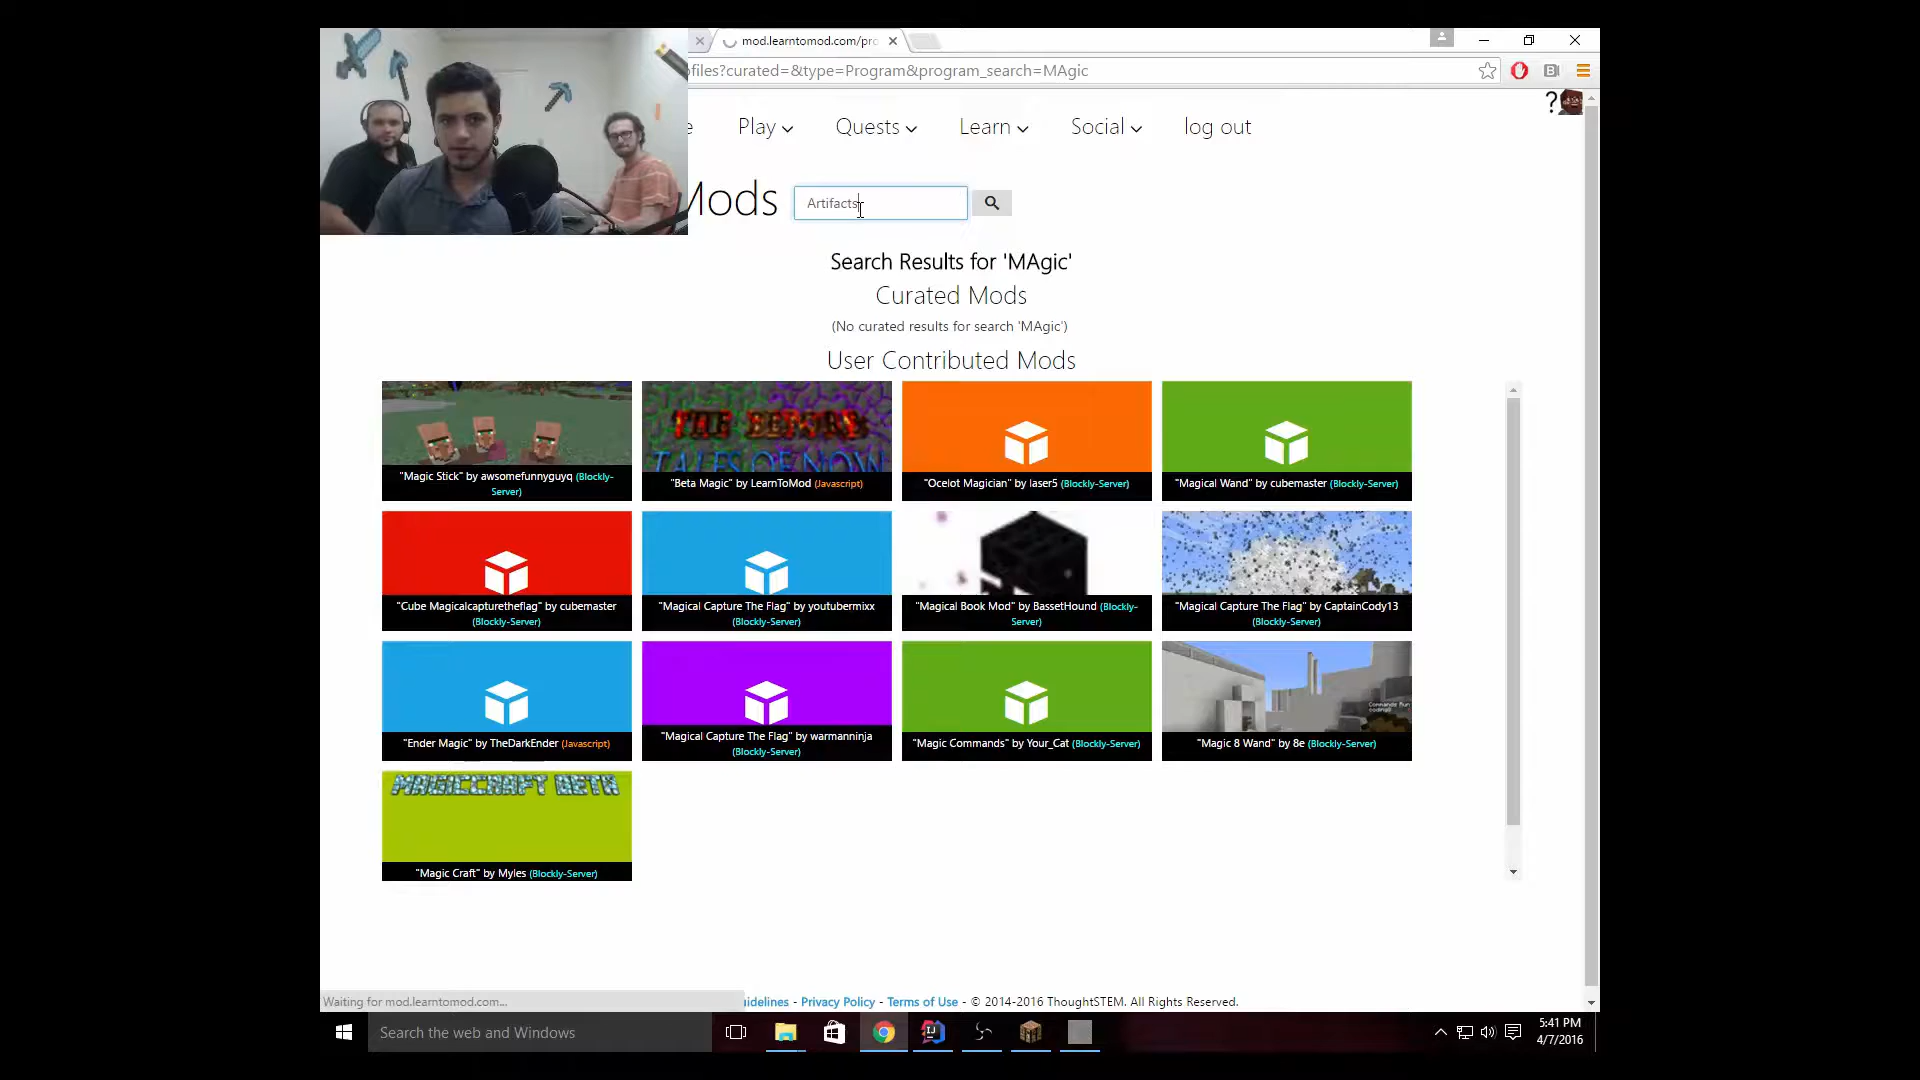 mod.learntomod.com/pro
ofiles?curated=&type=Program&program_search=MAgic
?
e Play Quests Learn Social log out
Mods Artifacts
Search Results for 'MAgic'
Curated Mods
(No curated results for search 'MAgic')
User Contributed Mods
THE BEFORE
TALES OF NOW
"Magic Stick" by awsomefunnyguyq (Blockly-
Server)
"Beta Magic" by LearnToMod (Javascript)
"Ocelot Magician" by laser5 (Blockly-Server)
"Magical Wand" by cubemaster (Blockly-Server)
"Cube Magicalcapturetheflag" by cubemaster
(Blockly-Server)
"Magical Capture The Flag" by youtubermixx
(Blockly-Server)
"Magical Book Mod" by BassetHound (Blockly-
Server)
"Magical Capture The Flag" by CaptainCody13
(Blockly-Server)
"Ender Magic" by TheDarkEnder (Javascript)
"Magical Capture The Flag" by warmanninja
(Blockly-Server)
"Magic Commands" by Your_Cat (Blockly-Server)
"Magic 8 Wand" by 8e (Blockly-Server)
MAGICCRAFT BETA
"Magic Craft" by Myles (Blockly-Server)
Waiting for mod.learntomod.com...
uidelines - Privacy Policy - Terms of Use - © 2014-2016 ThoughtSTEM. All Rights Reserved.
Search the web and Windows
5:41 PM
4/7/2016